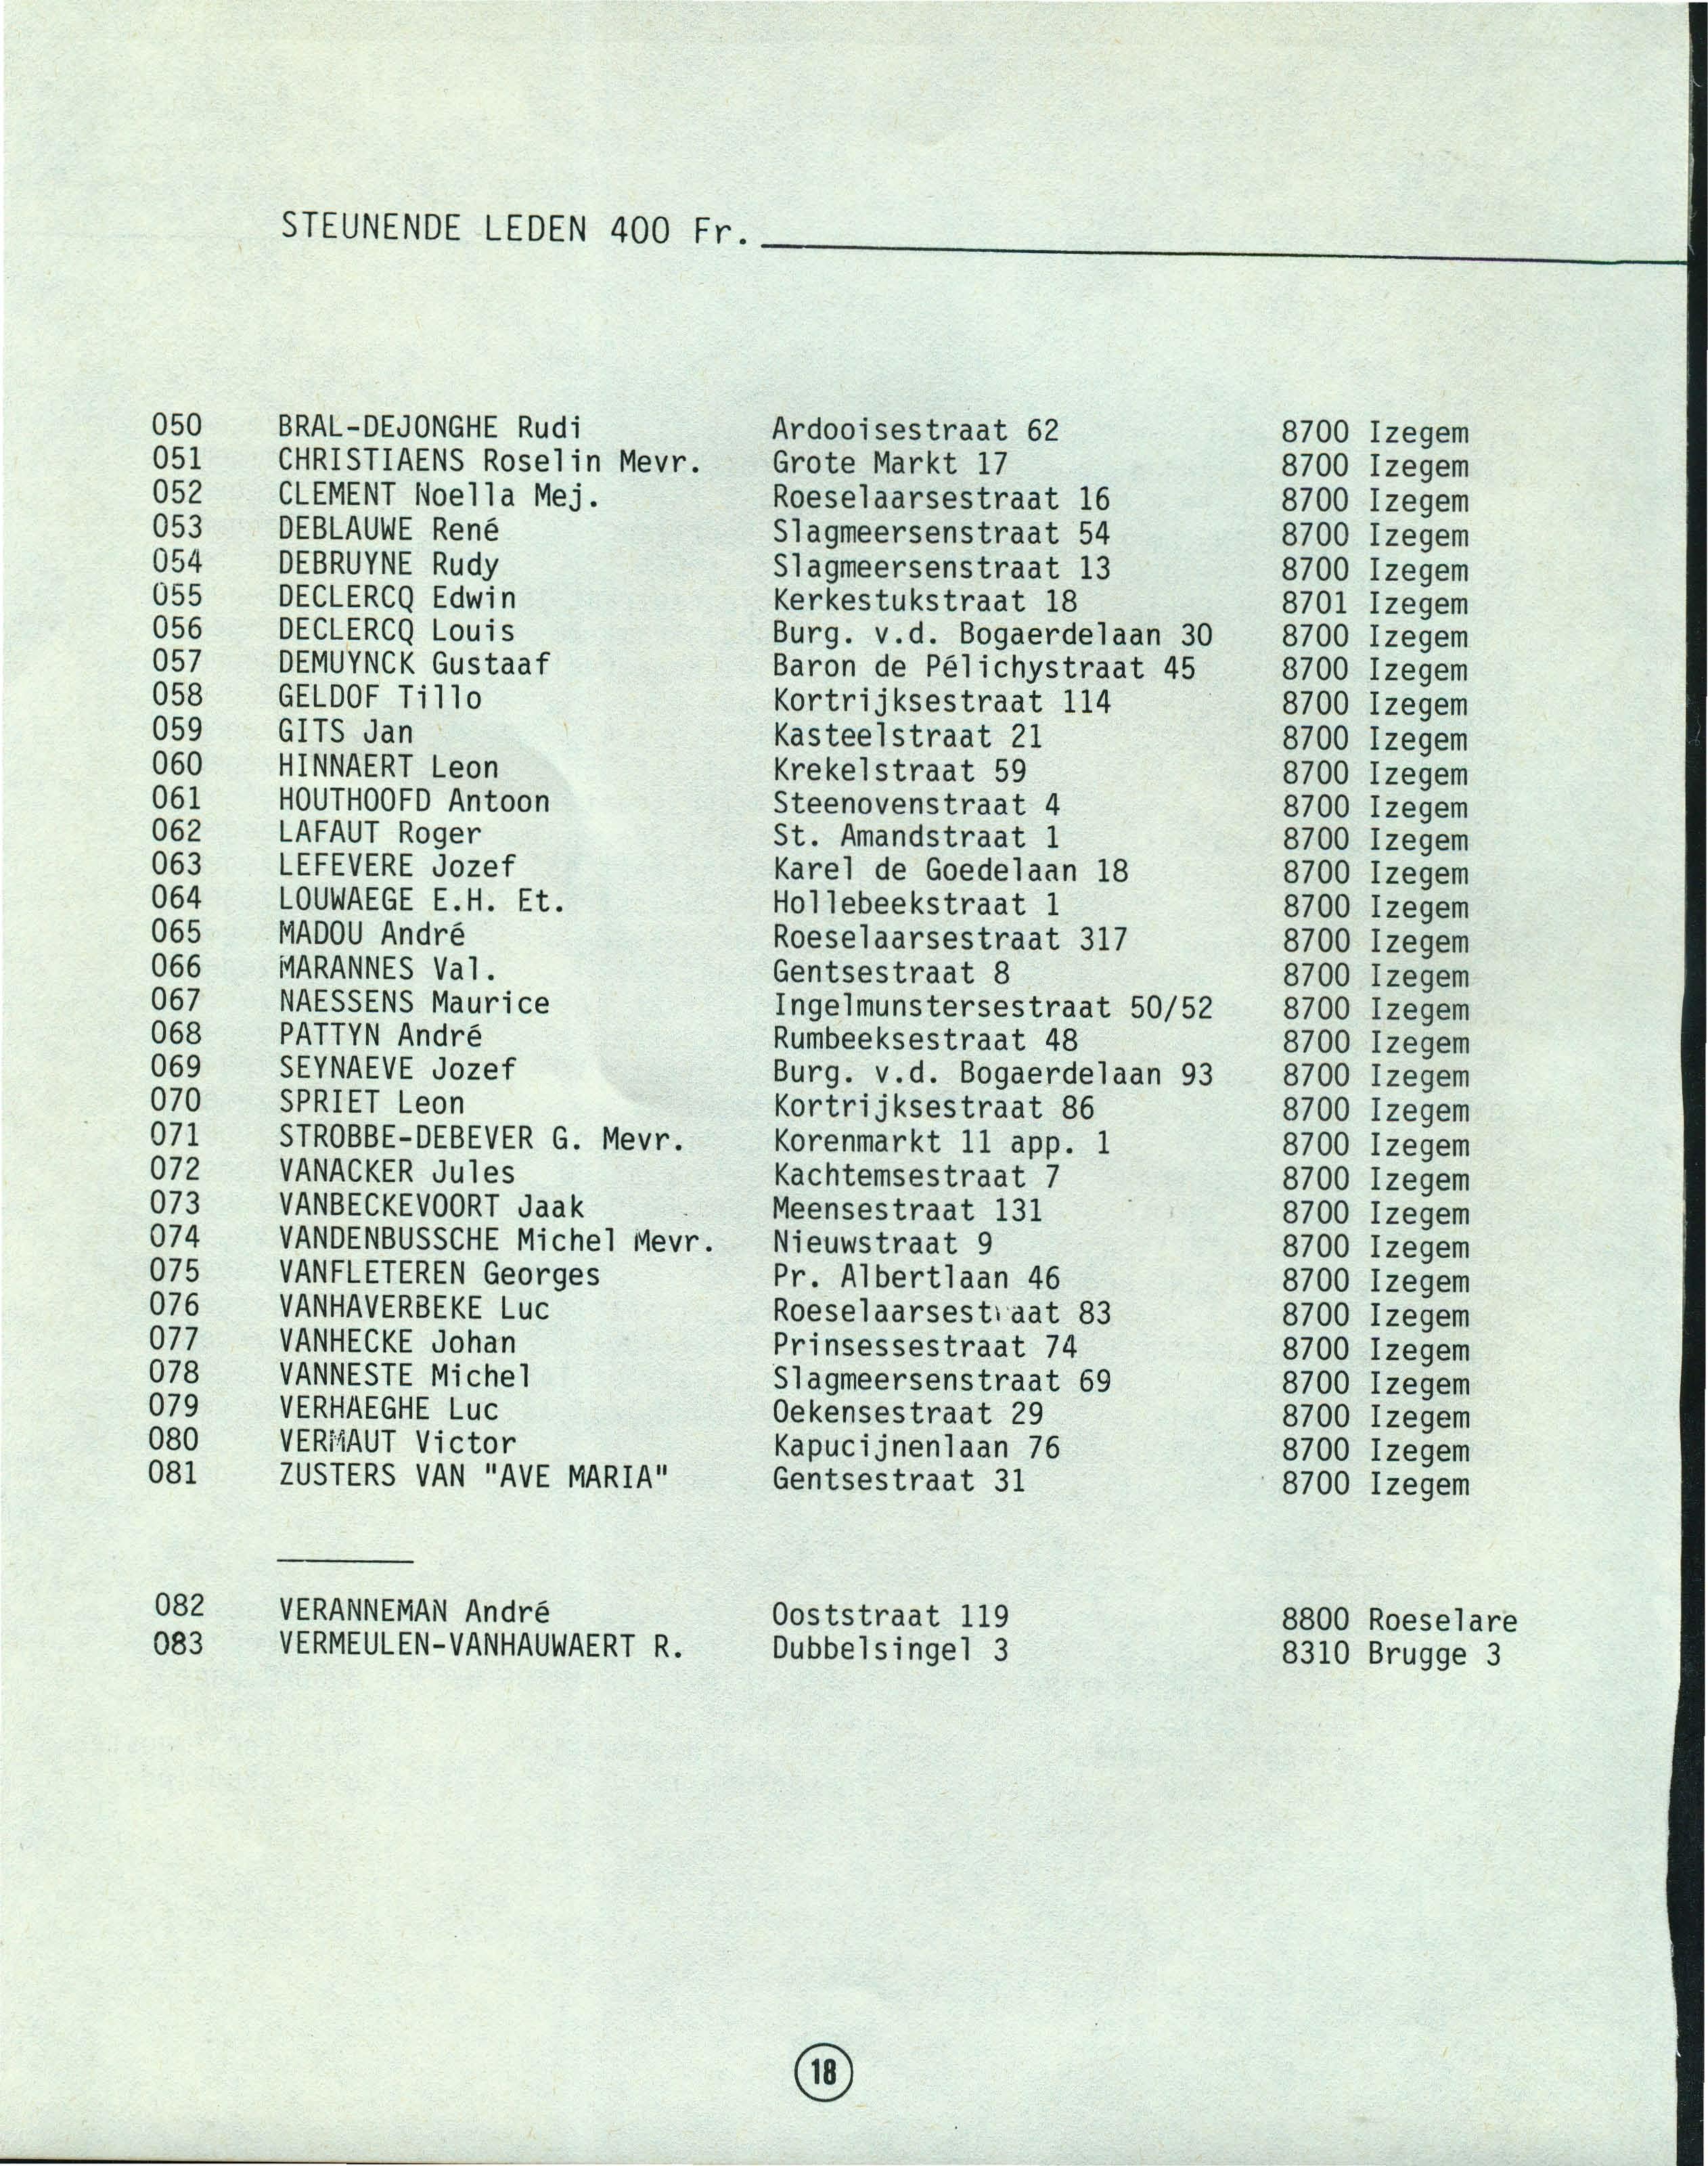 STEUNENDE LEDEN 400 Fr.
050 BRAL-DEJONGHE Rudi Ardooisestraat 62 8700 Izegem
051 CHRISTIAENS Roselin Mevr. Grote Markt 17 8700 Izegem
052 CLEMENT Noella Mej. Roeselaarsestraat 16 8700 Izegem
053 DEBLAUWE René Slagmeersenstraat 54 8700 Izegem
054 DEBRUYNE Rudy Slagmeersenstraat 13 8700 Izegem
055 DECLERCQ Edwin Kerkestukstraat 18 8701 Izegem
056 DECLERCQ Louis Burg. v.d. Bogaerdelaan 30 8700 Izegem
057 DEMUYNCK Gustaaf Baron de Pélichystraat 45 8700 Izegem
058 GELDOF Tillo Kortrijksestraat 114 8700 Izegem
059 GITS Jan Kasteelstraat 21 8700 Izegem
060 HINNAERT Leon Krekelstraat 59 8700 Izegem
061 HOUTHOOFD Antoon Steenovenstraat 4 8700 Izegem
062 LAFAUT Roger St. Amandstraat 1 8700 Izegem
063 LEFEVERE Jozef Karel de Goedelaan 18 8700 Izegem
064 LOUWAEGE E.H. Et. Hollebeekstraat 1 8700 Izegem
065 MADOU André Roeselaarsestraat 317 8700 Izegem
066 MARANNES Val. Gentsestraat 8 8700 Izegem
067 NAESSENS Maurice Ingelmunstersestraat 50/52 8700 Izegem
068 PATTYN André Rumbeeksestraat 48 8700 Izegem
069 SEYNAEVE Jozef Burg. v.d. Bogaerdelaan 93 8700 Izegem
070 SPRIET Leon Kortrijksestraat 86 8700 Izegem
071 STROBBE-DEBEVER G. Mevr. Korenmarkt 11 app. 1 8700 Izegem
072 VANACKER Jules Kachtemsestraat 7 8700 Izegem
073 VANBECKEVOORT Jaak Meensestraat 131 8700 Izegem
074 VANDENBUSSCHE Michel Mevr. Nieuwstraat 9 8700 Izegem
075 VANFLETEREN Georges Pr. Albertlaan 46 8700 Izegem
076 VANHAVERBEKE Luc Roeselaarsestraat 83 8700 Izegem
077 VANHECKE Johan Prinsessestraat 74 8700 Izegem
078 VANNESTE Michel Slagmeersenstraat 69 8700 Izegem
079 VERHAEGHE Luc Oekensestraat 29 8700 Izegem
080 VERMAUT Victor Kapucijnenlaan 76 8700 Izegem
081 ZUSTERS VAN "AVE MARIA" Gentsestraat 31 8700 Izegem
082 VERANNEMAN André Ooststraat 119 8800 Roeselare
083 VERMEULEN-VANHAUWAERT R. Dubbelsingel 3 8310 Brugge 3
18